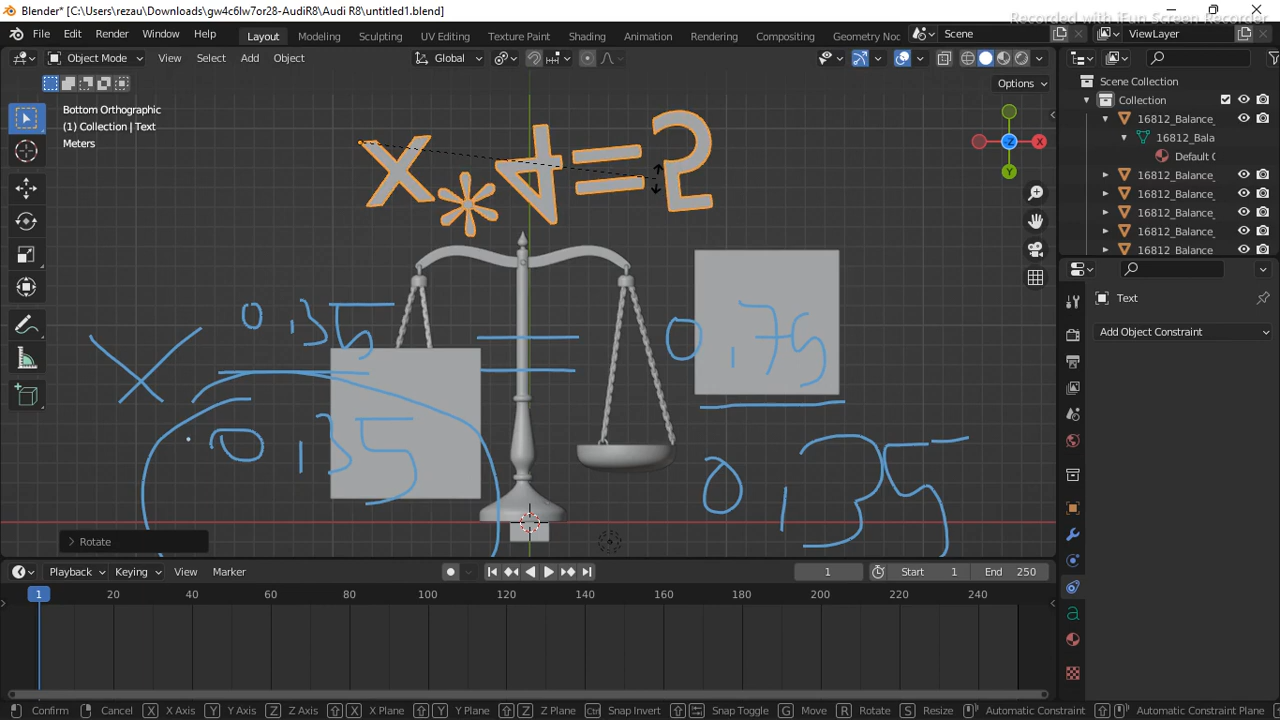 Blender* [C:\Users\rezau\Downloads\gw4c6lw7or28-AudiR8\Audi R8\untitled1.blend]
Recorded with iFun Screen Recorder
File Edit Render Window Help Layout Modeling Sculpting UV Editing Texture Paint Shading Animation Rendering Compositing Geometry Noc Scene ViewLayer
Object Mode View Select Add Object Global
Options
Bottom Orthographic
(1) Collection | Text
Meters
X Y Z
Scene Collection
Collection
16812_Balance_
16812_Bala
Default (
16812_Balance_
16812_Balance_
16812_Balance_
16812_Balance_
16812_Balance_
Text
Add Object Constraint
x*4=?
0,35 = 0,75
X
0,35
0,35
Rotate
Playback Keying View Marker 1 Start 1 End 250
1 20 40 60 80 100 120 140 160 180 200 220 240
Confirm Cancel X X Axis Y Y Axis Z Z Axis X X Plane Y Y Plane Z Z Plane Ctrl Snap Invert Snap Toggle G Move R Rotate S Resize Automatic Constraint Automatic Constraint Plane